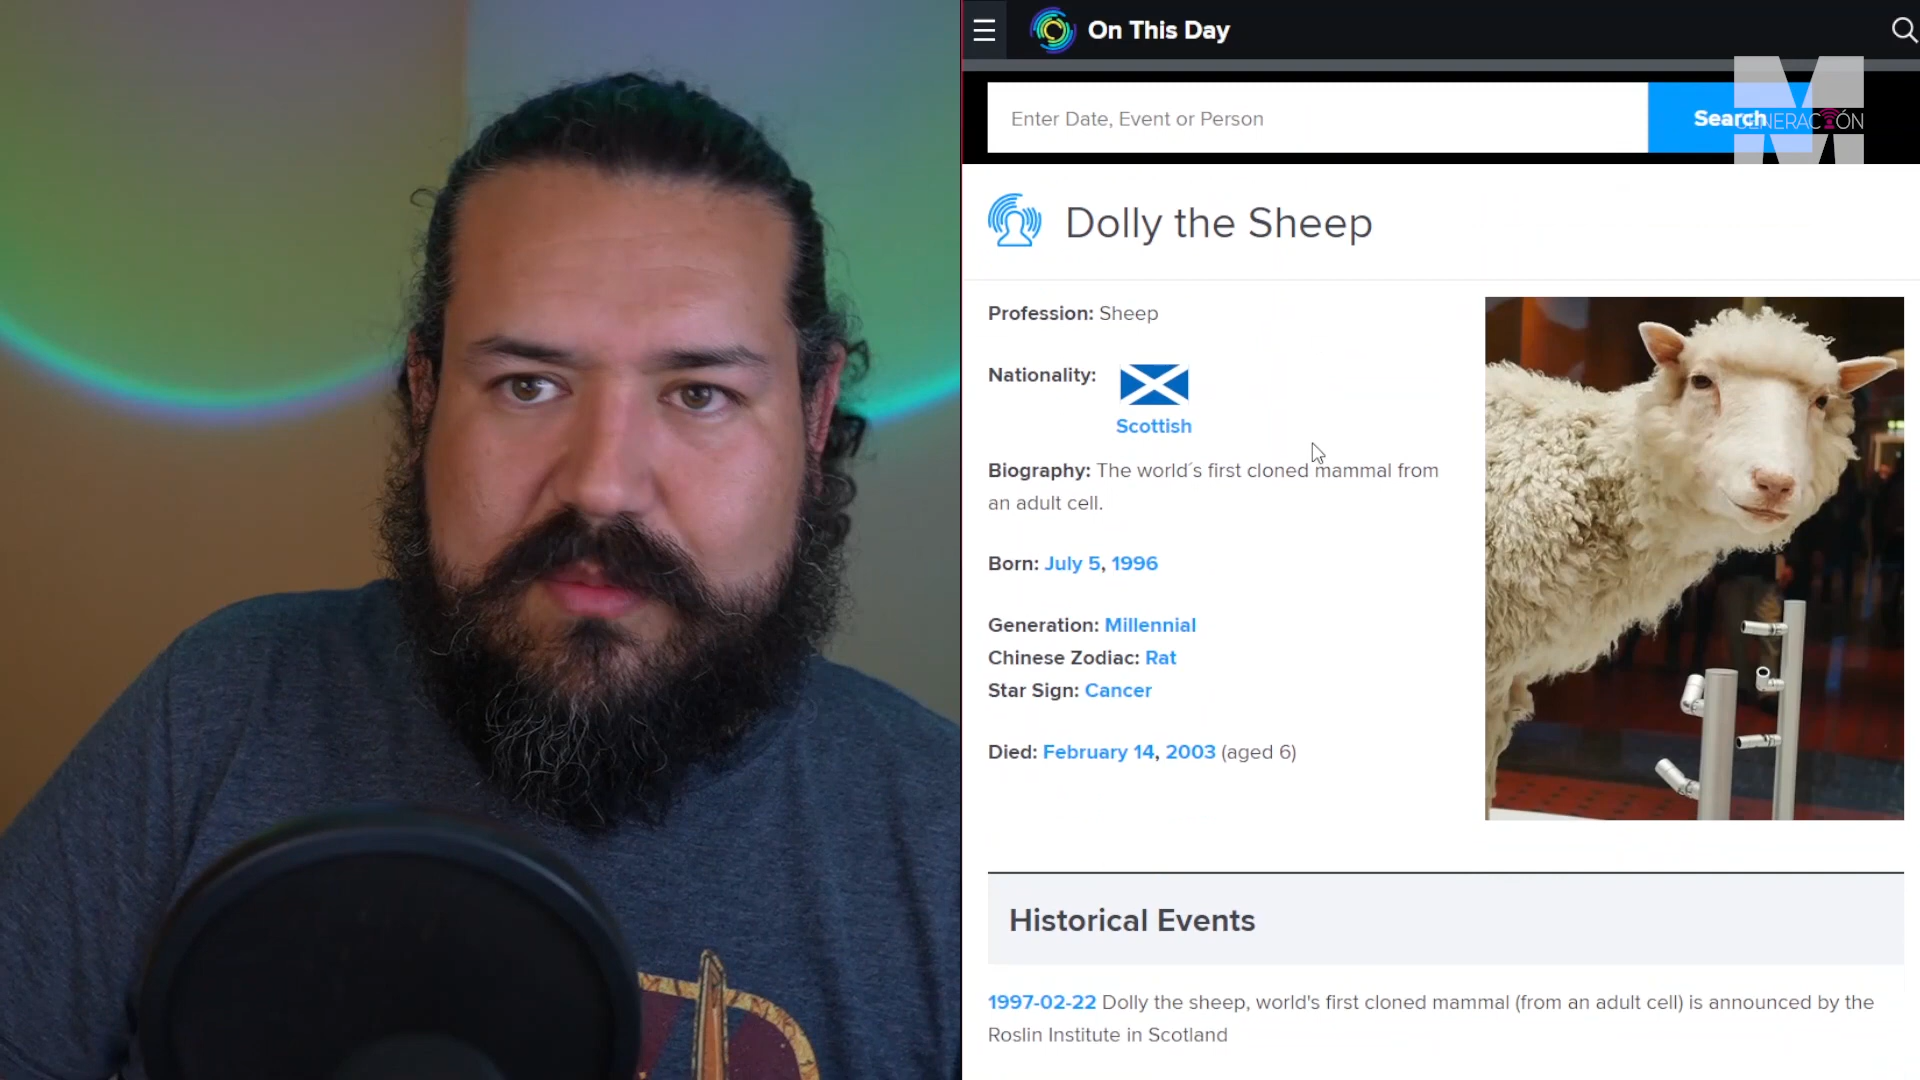 On This Day
Enter Date, Event or Person
Search
GENERACIÓN
Dolly the Sheep
Profession: Sheep
Nationality:
Scottish
Biography: The world´s first cloned mammal from
an adult cell.
Born: July 5, 1996
Generation: Millennial
Chinese Zodiac: Rat
Star Sign: Cancer
Died: February 14, 2003 (aged 6)
Historical Events
1997-02-22 Dolly the sheep, world's first cloned mammal (from an adult cell) is announced by the
Roslin Institute in Scotland